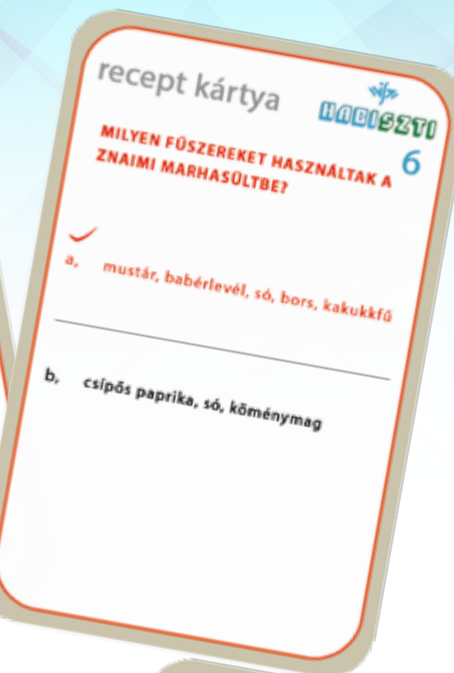 recept kártya
HABISZTI
6
MILYEN FŰSZEREKET HASZNÁLTAK A
ZNAIMI MARHASÜLTBE?
a, mustár, babérlevél, só, bors, kakukkfű
b, csípős paprika, só, köménymag